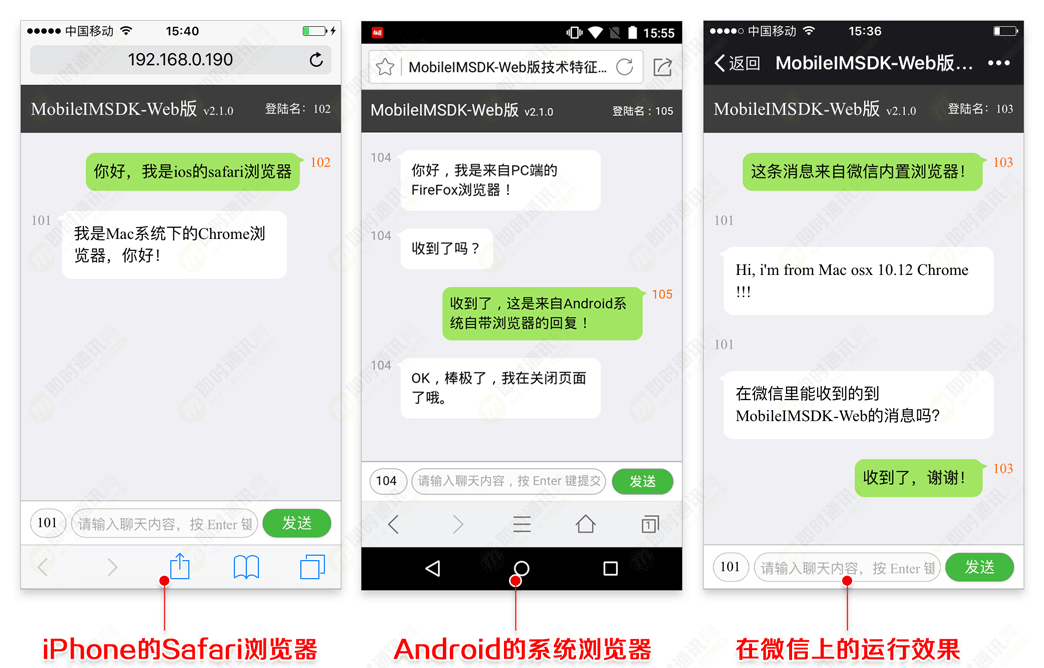 中国移动 15:40
192.168.0.190
MobileIMSDK-Web版 v2.1.0 登陆名：102
你好，我是ios的safari浏览器
102
101
我是Mac系统下的Chrome浏
览器，你好！
101 请输入聊天内容，按 Enter 键 发送
iPhone的Safari浏览器
15:55
MobileIMSDK-Web版技术特征...
MobileIMSDK-Web版 v2.1.0 登陆名：105
104
你好，我是来自PC端的
FireFox浏览器！
104
收到了吗？
105
收到了，这是来自Android系
统自带浏览器的回复！
104
OK，棒极了，我在关闭页面
了哦。
104 请输入聊天内容，按 Enter 键提交 发送
1
Android的系统浏览器
中国移动 15:36
返回 MobileIMSDK-Web版...
MobileIMSDK-Web版 v2.1.0 登陆名：103
这条消息来自微信内置浏览器！
103
101
Hi, i'm from Mac osx 10.12 Chrome
!!!
101
在微信里能收到的到
MobileIMSDK-Web的消息吗？
收到了，谢谢！
103
101 请输入聊天内容，按 Enter 键 发送
在微信上的运行效果
即时通讯网